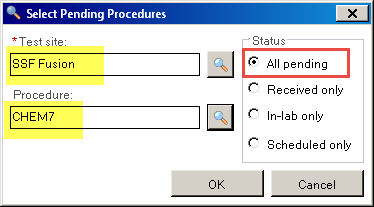 Select Pending Procedures
*Test site:
SSF Fusion
Procedure:
CHEM7
Status
All pending
Received only
In-lab only
Scheduled only
OK
Cancel